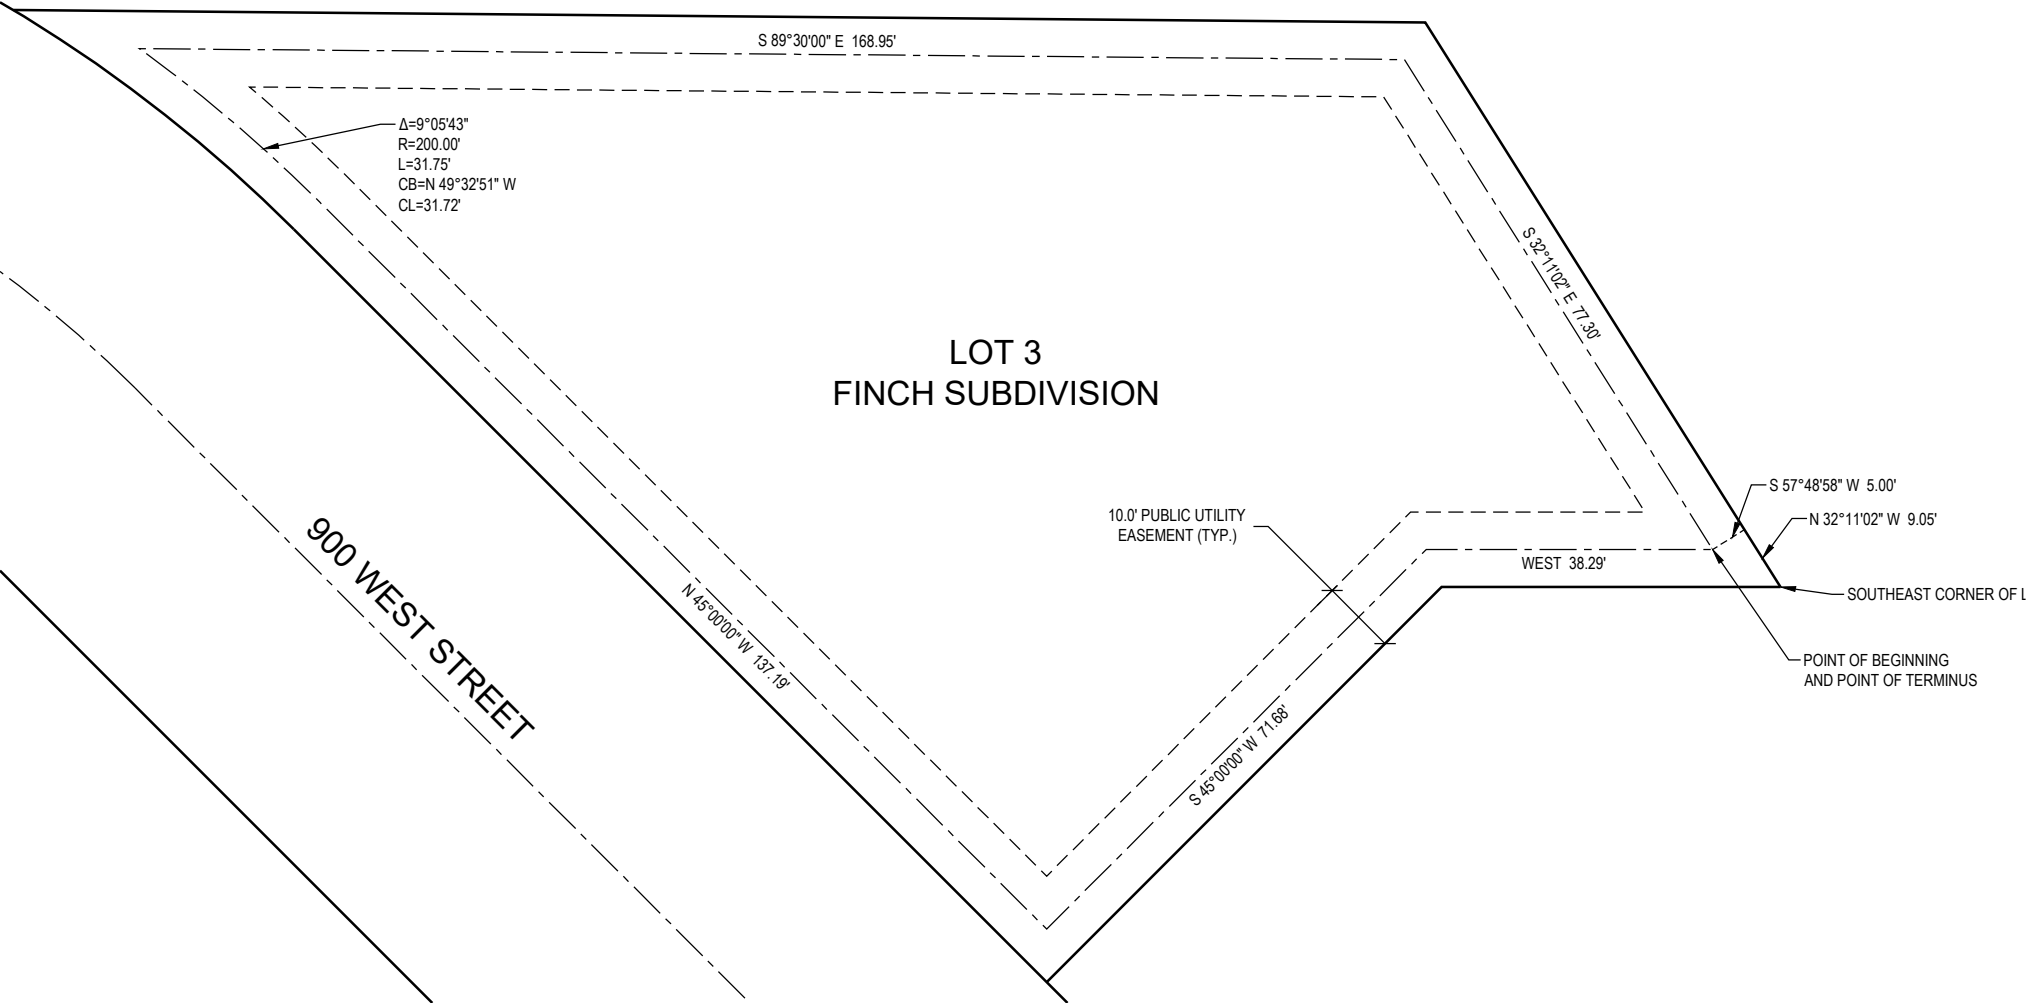 S 89°30'00" E 168.95'
Δ=9°05'43"
R=200.00'
L=31.75'
CB=N 49°32'51" W
CL=31.72'
S 32°11'02" E 77.30'
LOT 3
FINCH SUBDIVISION
S 57°48'58" W 5.00'
N 32°11'02" W 9.05'
10.0' PUBLIC UTILITY
EASEMENT (TYP.)
WEST 38.29'
SOUTHEAST CORNER OF L
900 WEST STREET
N 45°00'00" W 137.19'
POINT OF BEGINNING
AND POINT OF TERMINUS
S 45°00'00" W 71.68'